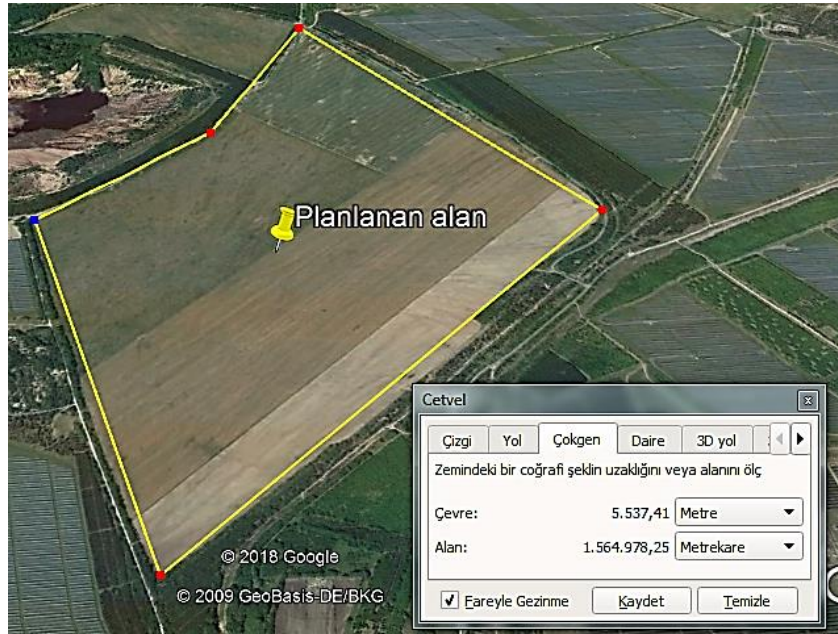 Planlanan alan
Cetvel
Çizgi Yol Çokgen Daire 3D yol
Zemindeki bir coğrafi şeklin uzaklığını veya alanını ölç
Çevre: 5.537,41 Metre
Alan: 1.564.978,25 Metrekare
Fareyle Gezinme Kaydet Temizle
© 2018 Google
© 2009 GeoBasis-DE/BKG